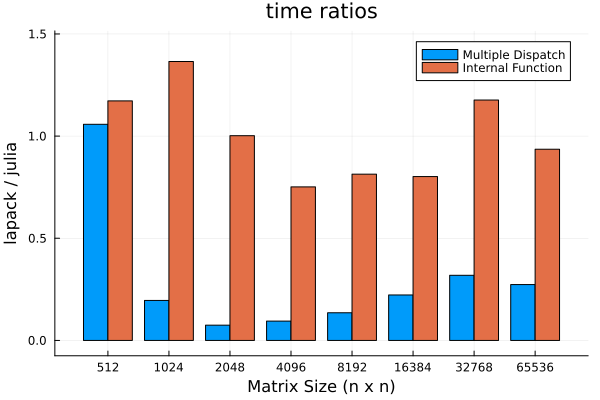 time ratios
1.5
1.0
0.5
0.0
lapack / julia
Multiple Dispatch
Internal Function
512 1024 2048 4096 8192 16384 32768 65536
Matrix Size (n x n)